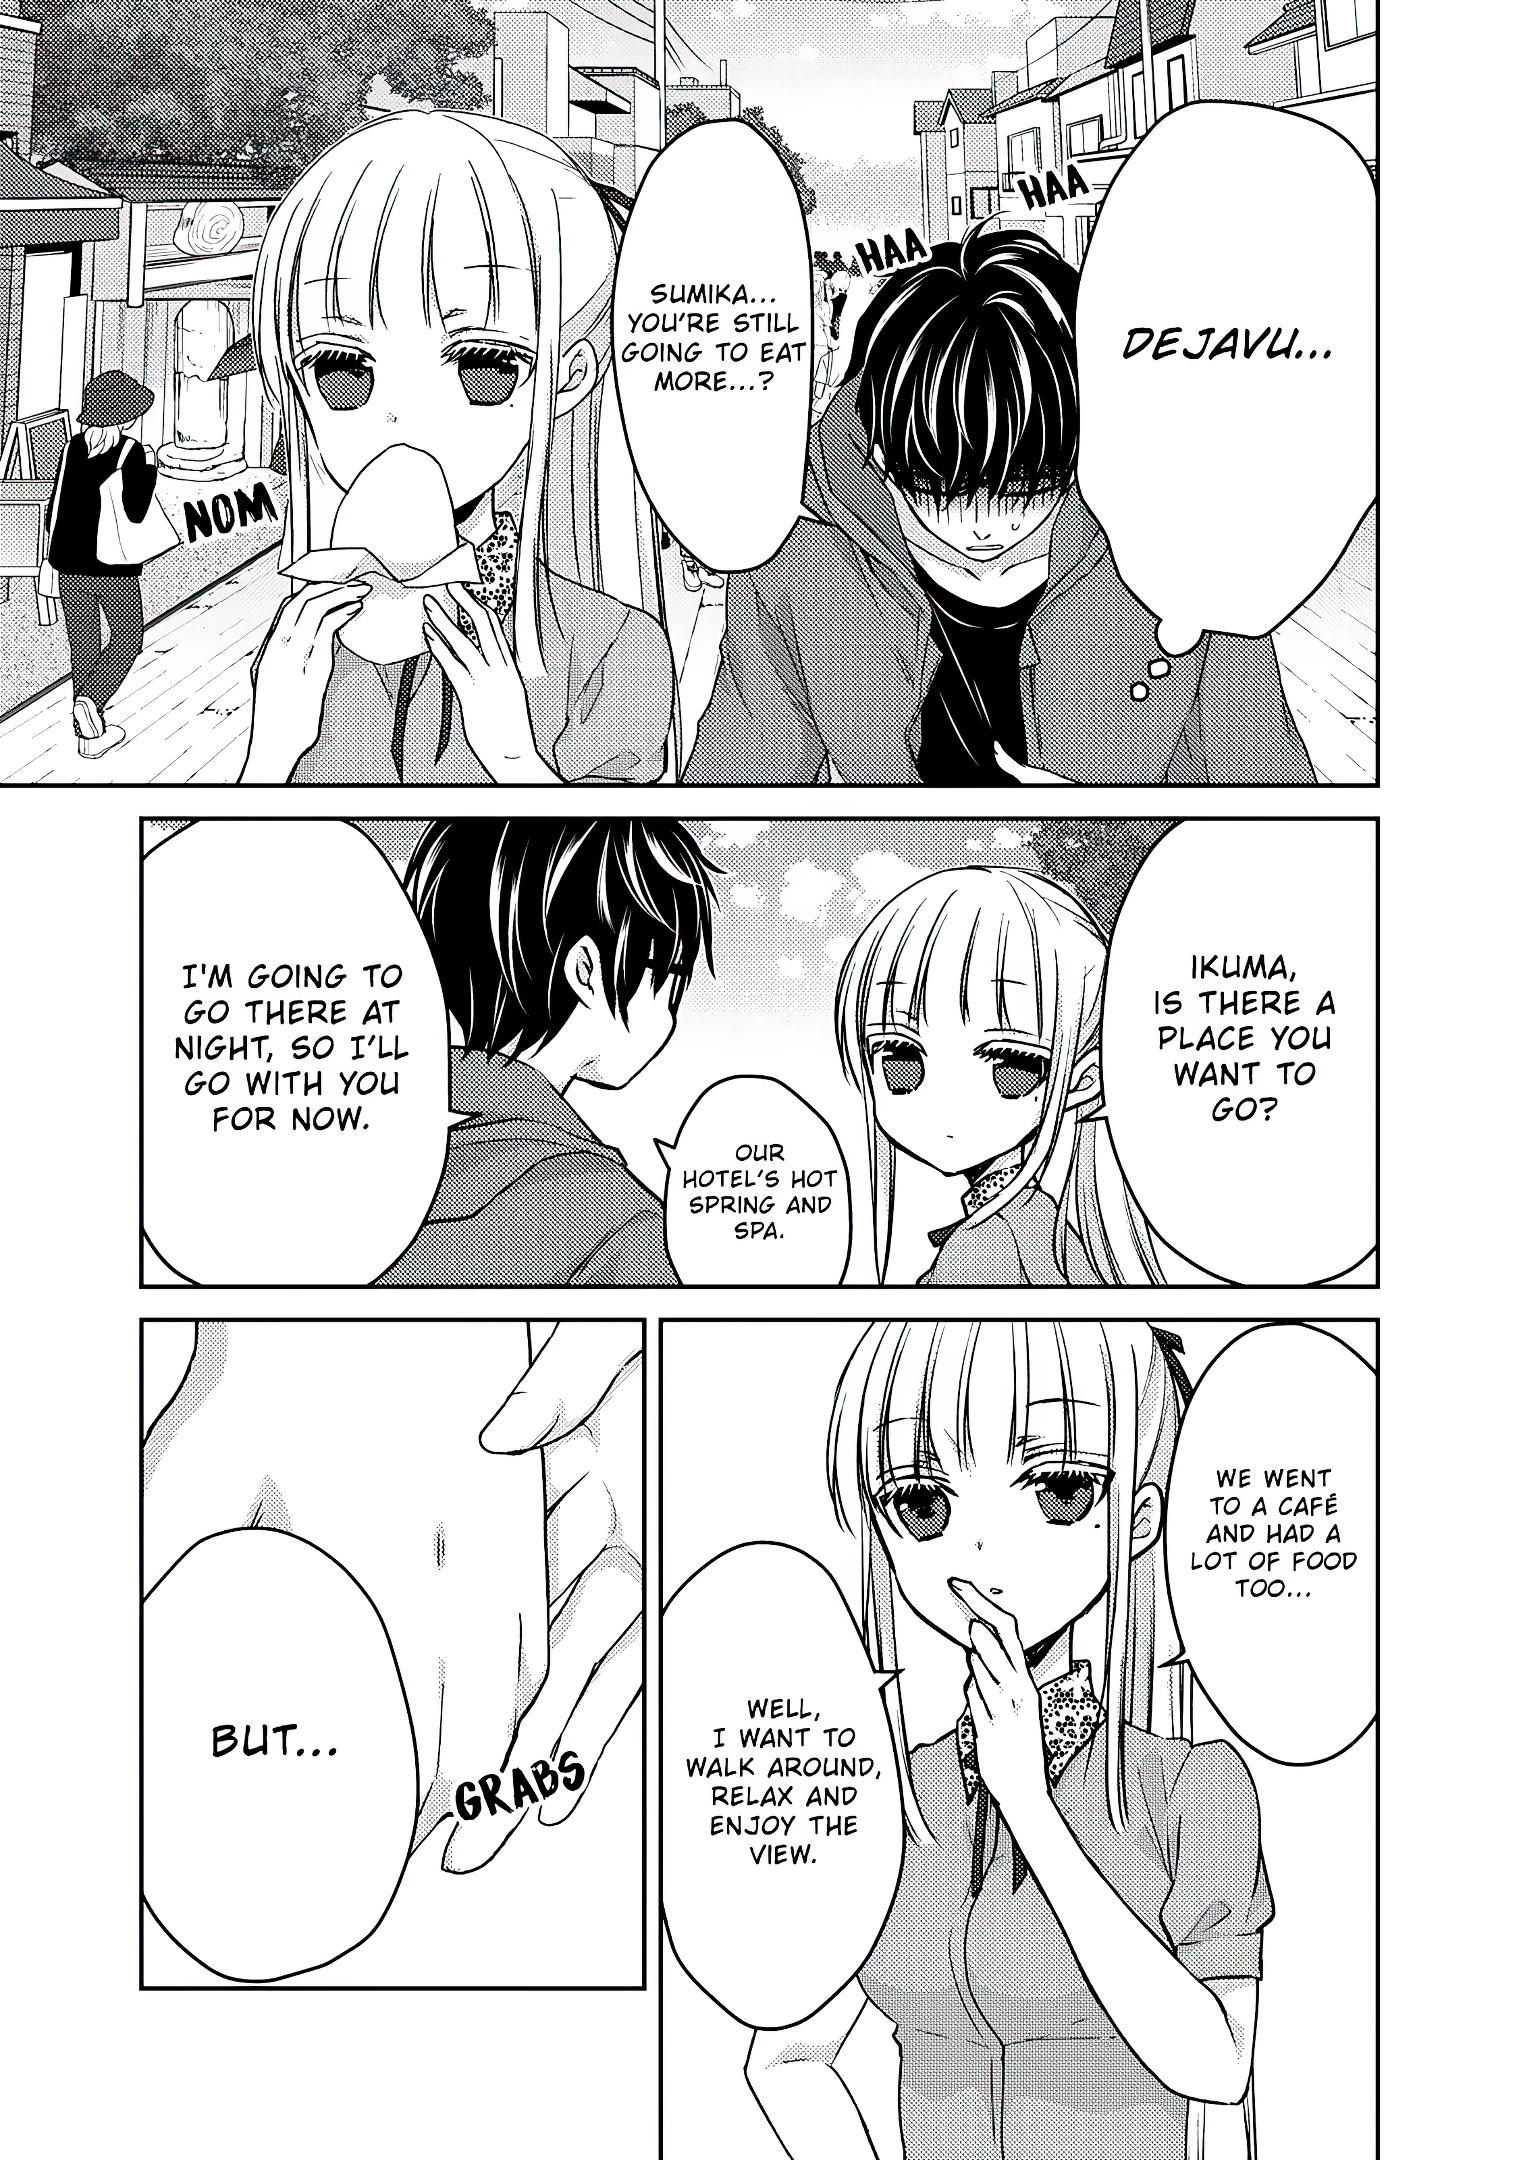 DEJAVU...
HAA
HAA
SUMIKA...
YOU'RE STILL
GOING TO EAT
MORE...?
NOM
IKUMA,
IS THERE A
PLACE YOU
WANT TO
GO?
OUR
HOTEL'S HOT
SPRING AND
SPA.
I'M GOING TO
GO THERE AT
NIGHT, SO I'LL
GO WITH YOU
FOR NOW.
WE WENT
TO A CAFÉ
AND HAD A
LOT OF FOOD
TOO...
WELL,
I WANT TO
WALK AROUND,
RELAX AND
ENJOY THE
VIEW.
BUT...
GRABS